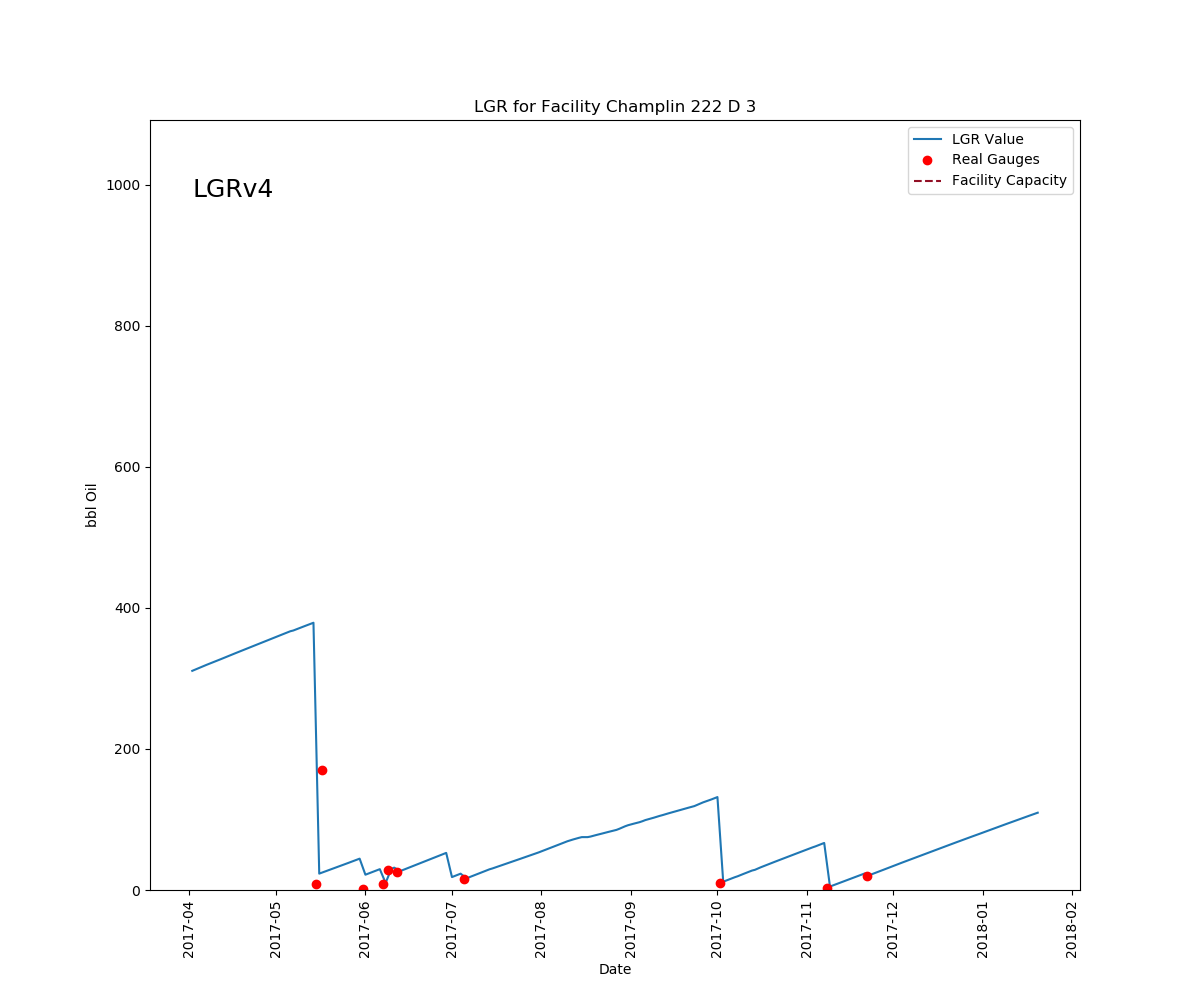 LGR for Facility Champlin 222 D 3
LGR Value
Real Gauges
Facility Capacity
LGRv4
1000
800
600
400
200
0
bbl Oil
2017-04
2017-05
2017-06
2017-07
2017-08
2017-09
2017-10
2017-11
2017-12
2018-01
2018-02
Date